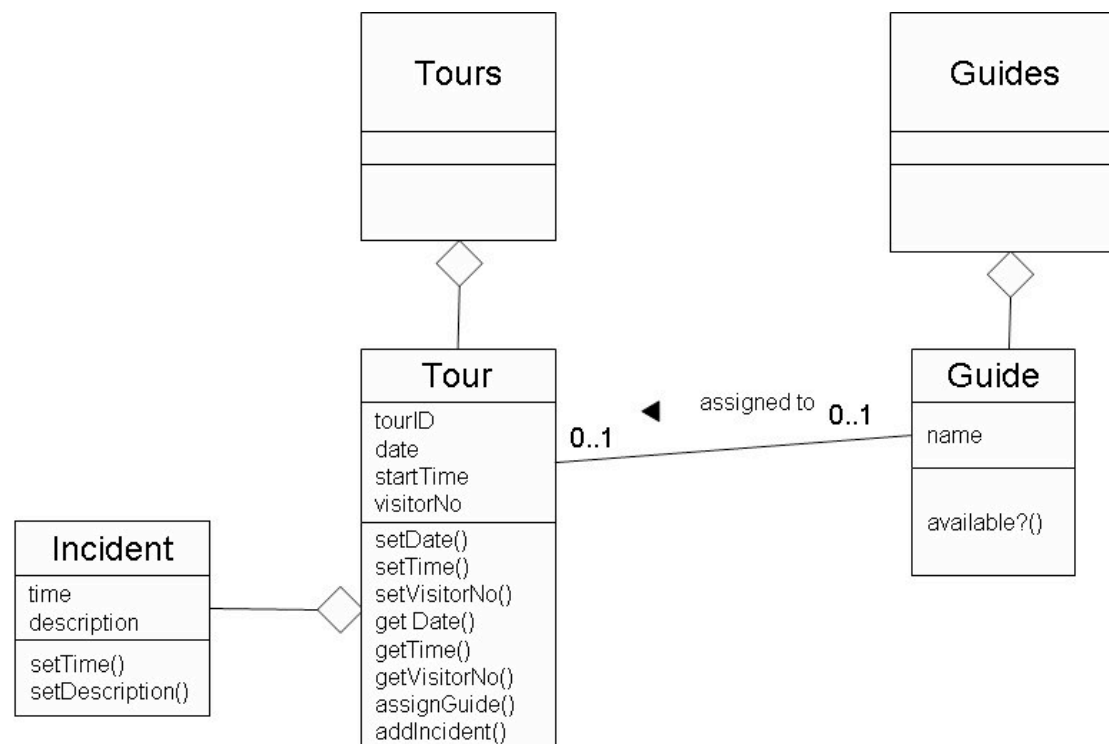 Tours
Guides
Tour
tourID
date
startTime
visitorNo
setDate()
setTime()
setVisitorNo()
get Date()
getTime()
getVisitorNo()
assignGuide()
addIncident()
assigned to
0..1
0..1
Guide
name
available?()
Incident
time
description
setTime()
setDescription()